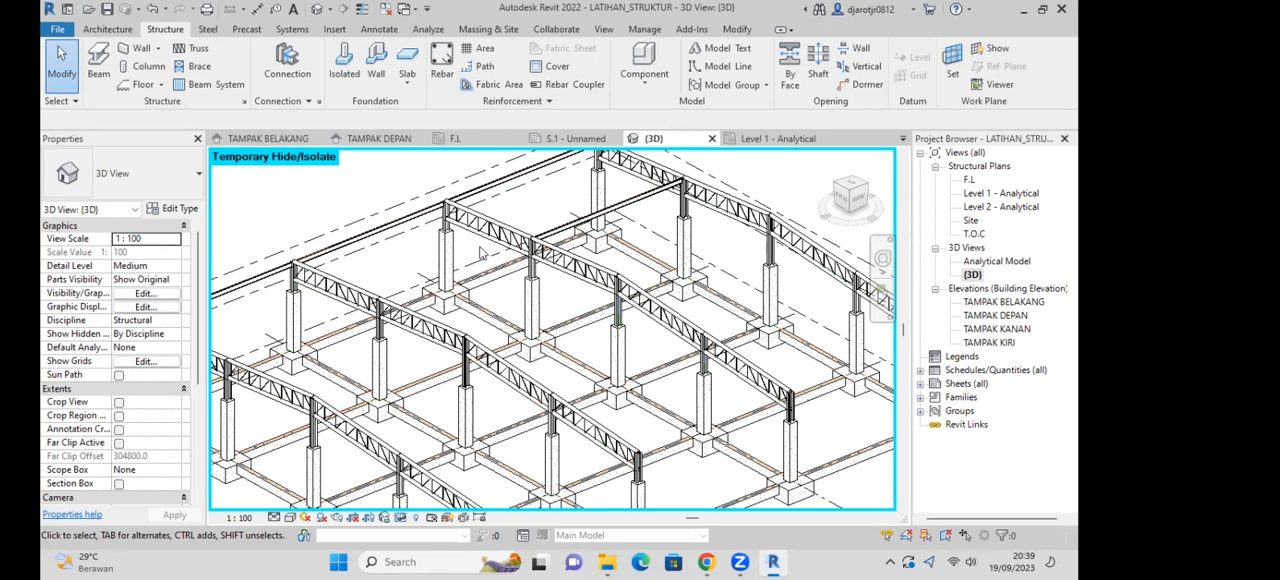 Autodesk Revit 2022 - LATIHAN_STRUKTUR - 3D View: {3D}
djarotjr0812
File
Architecture
Structure
Steel
Precast
Systems
Insert
Annotate
Analyze
Massing & Site
Collaborate
View
Manage
Add-Ins
Modify
Modify
Beam
Wall
Column
Floor
Truss
Brace
Beam System
Connection
Isolated
Wall
Slab
Rebar
Area
Path
Fabric Area
Fabric Sheet
Cover
Rebar Coupler
Component
Model Text
Model Line
Model Group
By
Face
Shaft
Wall
Vertical
Dormer
Level
Grid
Set
Show
Ref Plane
Viewer
Select
Structure
Connection
Foundation
Reinforcement
Model
Opening
Datum
Work Plane
Properties
TAMPAK BELAKANG
TAMPAK DEPAN
F.L
S.1 - Unnamed
{3D}
Level 1 - Analytical
Project Browser - LATIHAN_STRU...
Temporary Hide/Isolate
3D View
3D View: {3D}
Edit Type
Graphics
View Scale
1 : 100
Scale Value 1:
100
Detail Level
Medium
Parts Visibility
Show Original
Visibility/Grap...
Edit...
Graphic Displ...
Edit...
Discipline
Structural
Show Hidden ...
By Discipline
Default Analy...
None
Show Grids
Edit...
Sun Path
Extents
Crop View
Crop Region ...
Annotation Cr...
Far Clip Active
Far Clip Offset
304800.0
Scope Box
None
Section Box
Camera
Properties help
Apply
Views (all)
Structural Plans
F.L
Level 1 - Analytical
Level 2 - Analytical
Site
T.O.C
3D Views
Analytical Model
{3D}
Elevations (Building Elevation)
TAMPAK BELAKANG
TAMPAK DEPAN
TAMPAK KANAN
TAMPAK KIRI
Legends
Schedules/Quantities (all)
Sheets (all)
Families
Groups
Revit Links
1 : 100
Click to select, TAB for alternates, CTRL adds, SHIFT unselects.
:0
Main Model
:0
29°C
Berawan
Search
20:39
19/09/2023